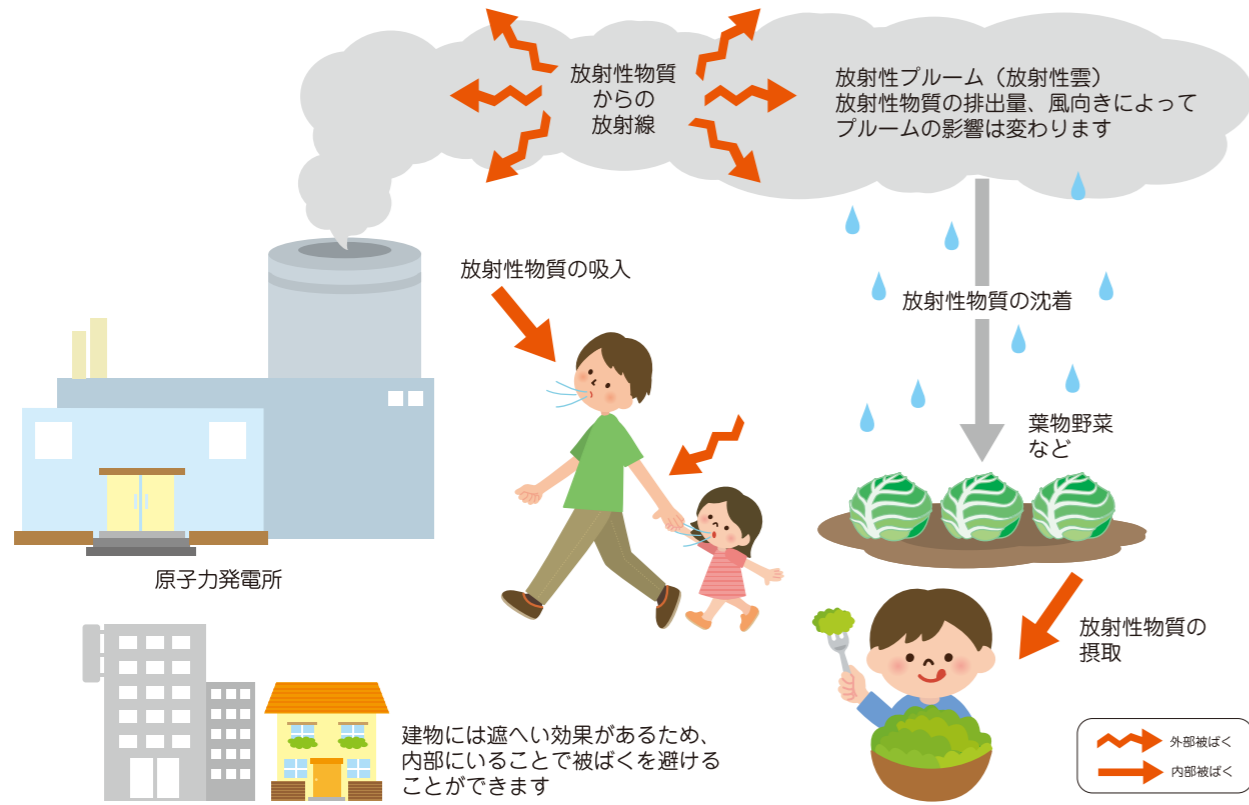 放射性物質
からの
放射線
放射性プルーム（放射性雲）
放射性物質の排出量、風向きによって
プルームの影響は変わります
放射性物質の吸入
放射性物質の沈着
葉物野菜
など
原子力発電所
放射性物質の
摂取
建物には遮へい効果があるため、
内部にいることで被ばくを避ける
ことができます
外部被ばく
内部被ばく